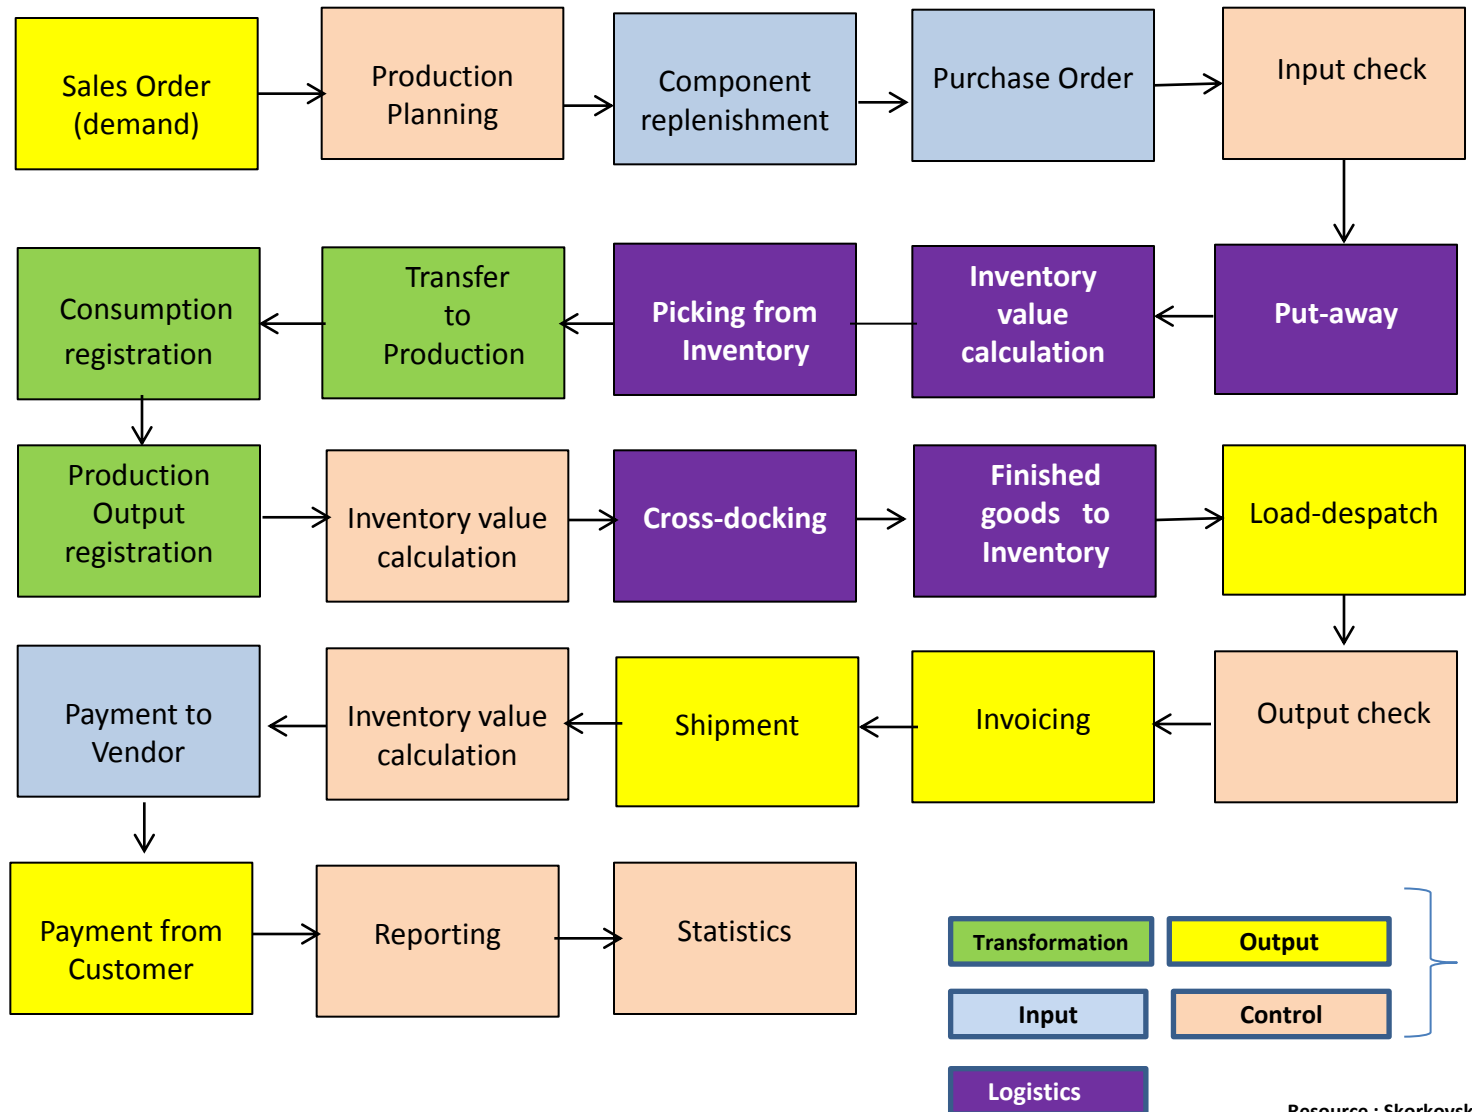 Sales Order
(demand)
Production
Planning
Component
replenishment
Purchase Order
Input check
Consumption
registration
Transfer
to
Production
Picking from
Inventory
Inventory
value
calculation
Put-away
Production
Output
registration
Inventory value
calculation
Cross-docking
Finished
goods to
Inventory
Load-despatch
Payment to
Vendor
Inventory value
calculation
Shipment
Invoicing
Output check
Payment from
Customer
Reporting
Statistics
Transformation
Output
Input
Control
Logistics
Resource : Skorkovsk